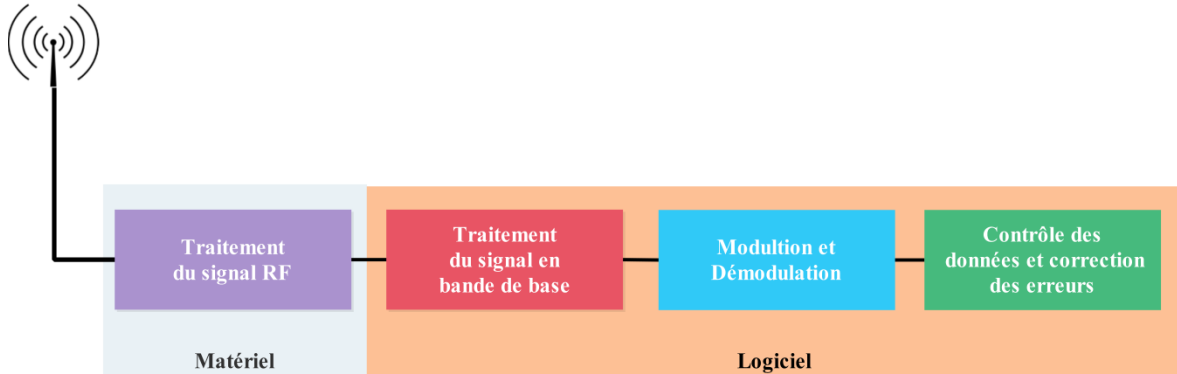 Traitement
du signal RF
Traitement
du signal en
bande de base
Modultion et
Démodulation
Contrôle des
données et correction
des erreurs
Matériel
Logiciel